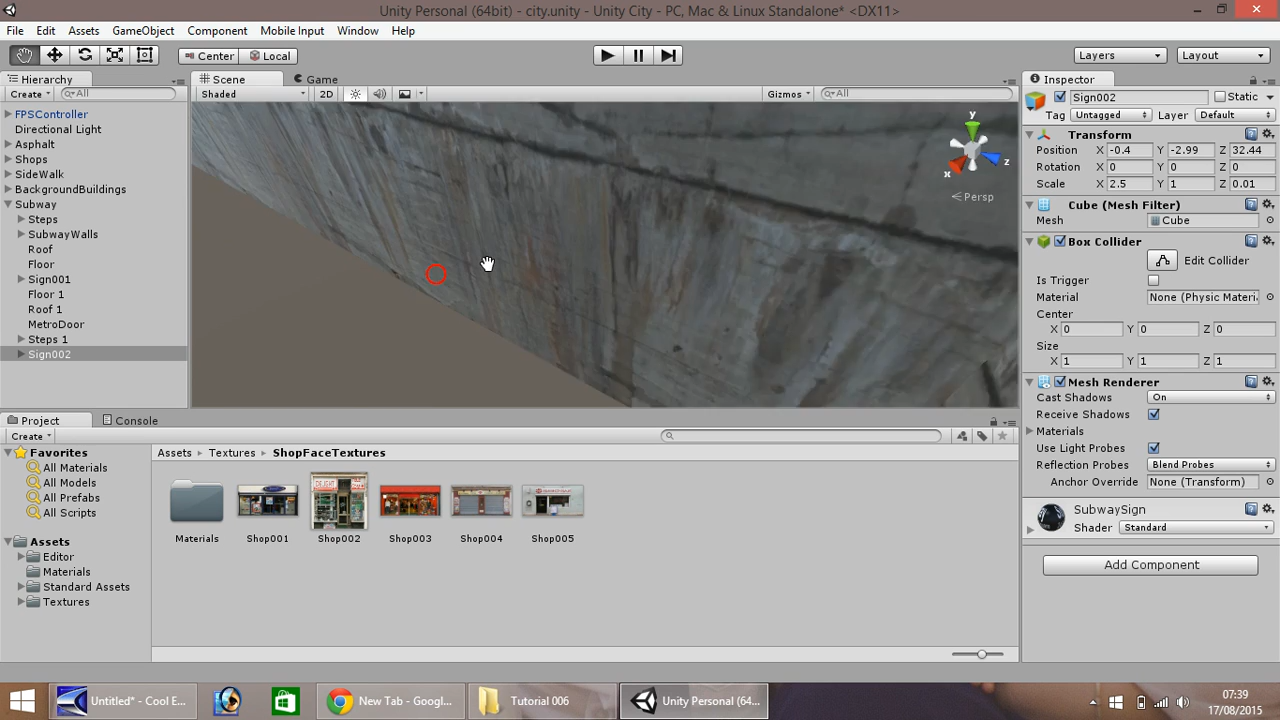 Unity Personal (64bit) - city.unity - Unity City - PC, Mac & Linux Standalone* <DX11>
File Edit Assets GameObject Component Mobile Input Window Help
Center Local Layers Layout
Hierarchy Scene Game Inspector
Create All Shaded 2D Gizmos All
Sign002 Static
Tag Untagged Layer Default
Transform
Position X -0.4 Y -2.99 Z 32.44
Rotation X 0 Y 0 Z 0
Scale X 2.5 Y 1 Z 0.01
Cube (Mesh Filter)
Mesh Cube
Box Collider
Edit Collider
Is Trigger
Material None (Physic Materi
Center
X 0 Y 0 Z 0
Size
X 1 Y 1 Z 1
Mesh Renderer
Cast Shadows On
Receive Shadows
Materials
Use Light Probes
Reflection Probes Blend Probes
Anchor Override None (Transform)
SubwaySign
Shader Standard
Add Component
FPSController
Directional Light
Asphalt
Shops
SideWalk
BackgroundBuildings
Subway
Steps
SubwayWalls
Roof
Floor
Sign001
Floor 1
Roof 1
MetroDoor
Steps 1
Sign002
y
x
z
Persp
Project Console
Create
Favorites
All Materials
All Models
All Prefabs
All Scripts
Assets
Editor
Materials
Standard Assets
Textures
Assets Textures ShopFaceTextures
Materials Shop001 Shop002 Shop003 Shop004 Shop005
Untitled* - Cool E...
New Tab - Googl...
Tutorial 006
Unity Personal (64...
07:39
17/08/2015